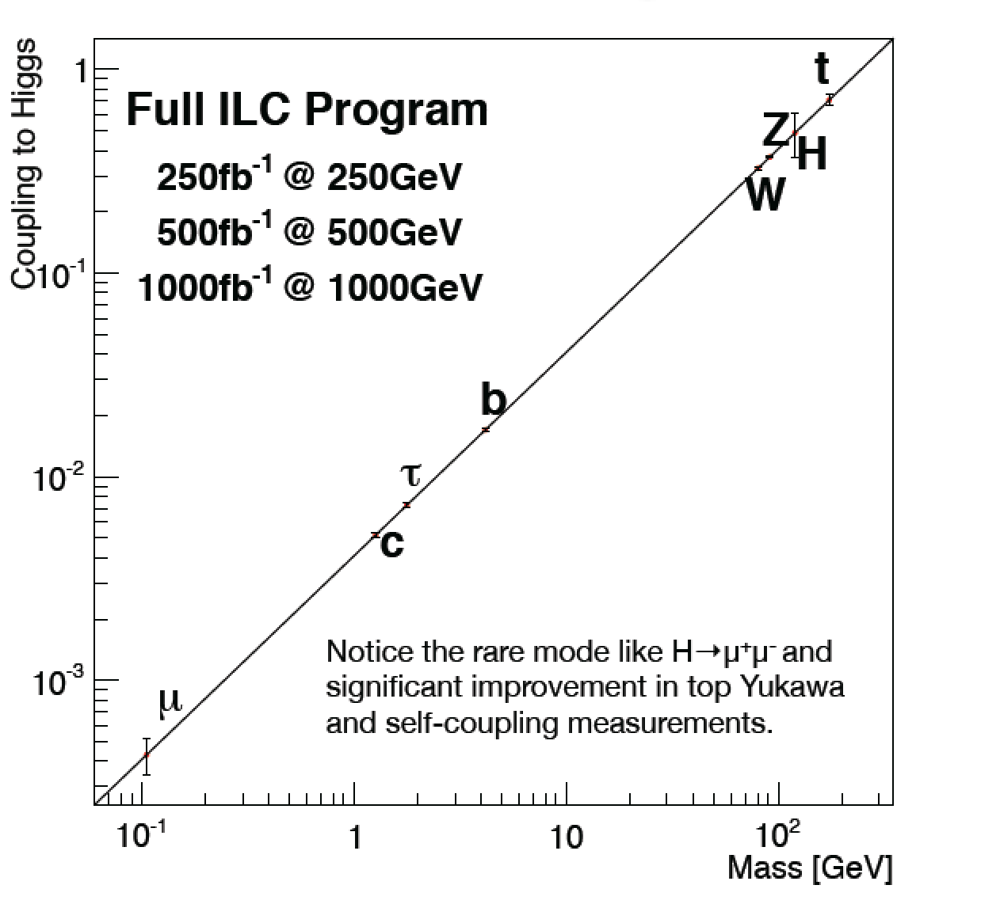 Coupling to Higgs
1
10⁻¹
10⁻²
10⁻³
Full ILC Program
250fb⁻¹ @ 250GeV
500fb⁻¹ @ 500GeV
1000fb⁻¹ @ 1000GeV
t
Z
H
W
b
τ
c
μ
Notice the rare mode like H→μ⁺μ⁻ and
significant improvement in top Yukawa
and self-coupling measurements.
10⁻¹ 1 10 10²
Mass [GeV]